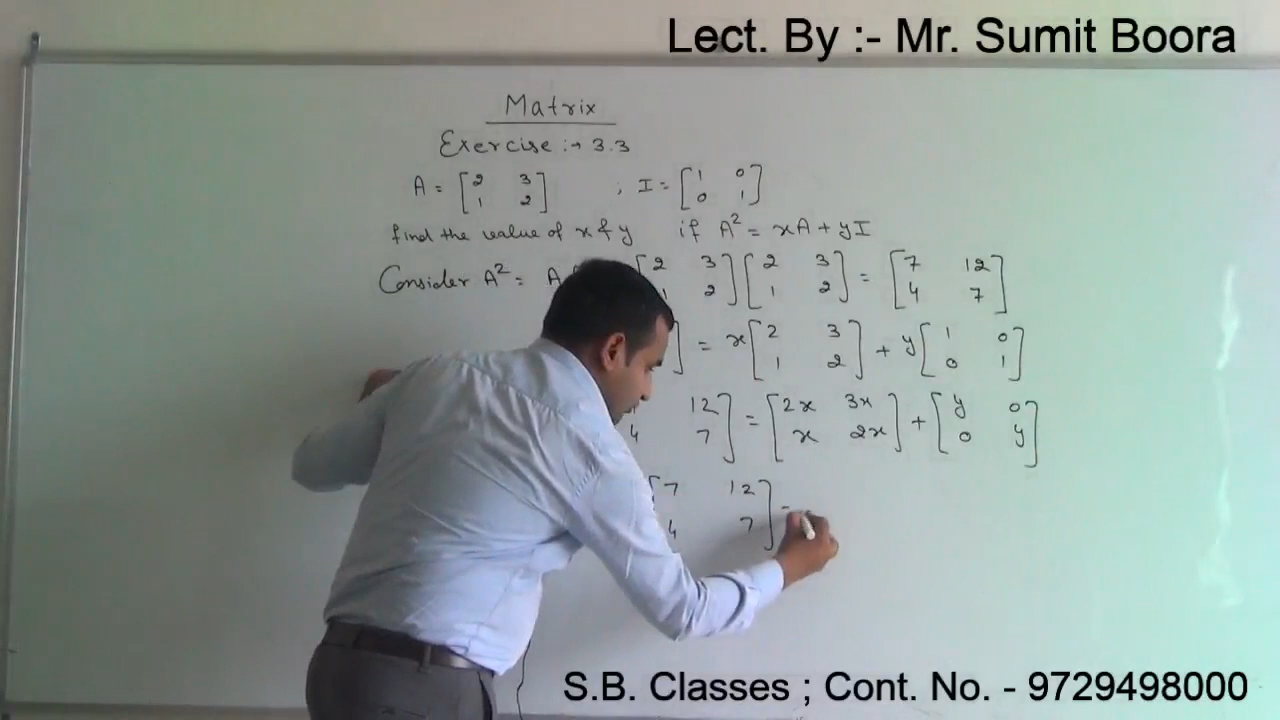 Lect. By :- Mr. Sumit Boora
Matrix
Exercise :→ 3.3
A = [2 3 ; I = [1 0
1 2] 0 1]
find the value of x & y if A² = xA + yI
Consider A² = A [2 3 [2 3 = [7 12
1 2] 1 2] 4 7]
] = x[2 3 + y[1 0
1 2] 0 1]
12 = [2x 3x + [y 0
4 7] x 2x] 0 y]
[7 12 =
4 7]
S.B. Classes ; Cont. No. - 9729498000